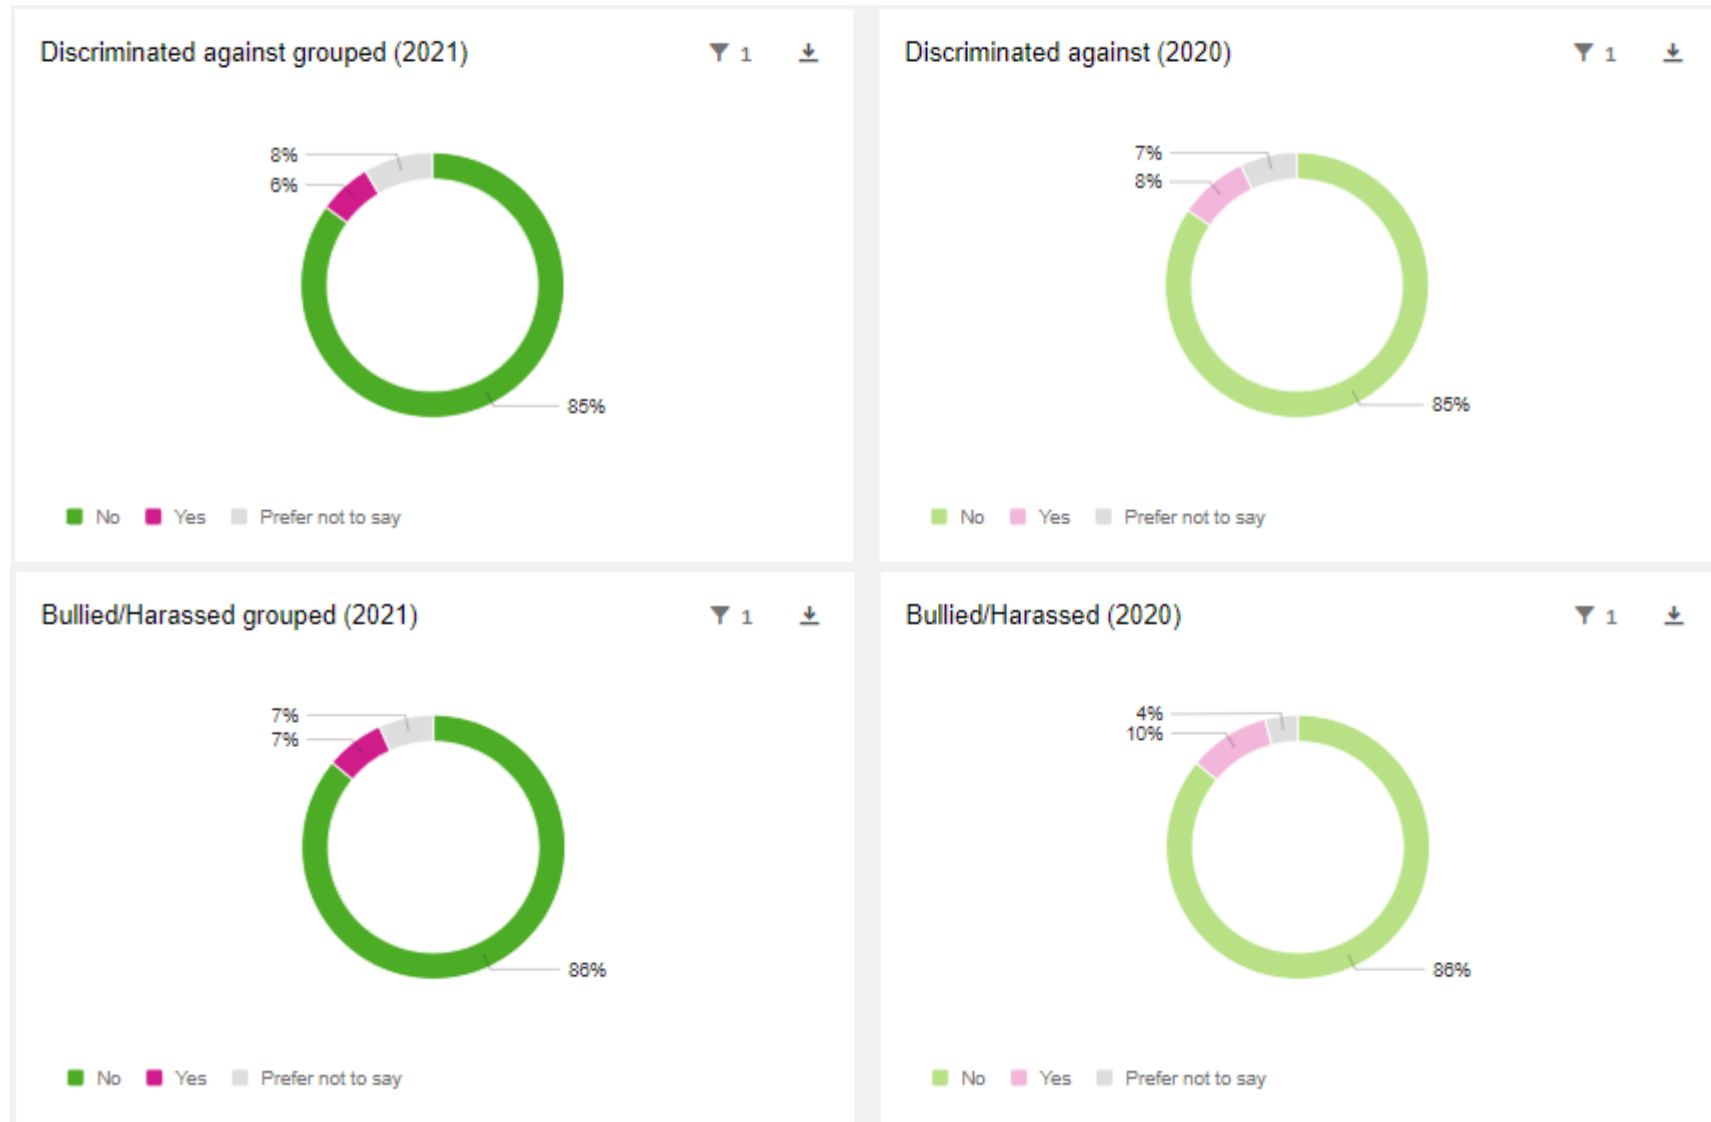 Discriminated against grouped (2021)
1
8%
6%
85%
No Yes Prefer not to say
Discriminated against (2020)
1
7%
8%
85%
No Yes Prefer not to say
Bullied/Harassed grouped (2021)
1
7%
7%
86%
No Yes Prefer not to say
Bullied/Harassed (2020)
1
4%
10%
86%
No Yes Prefer not to say